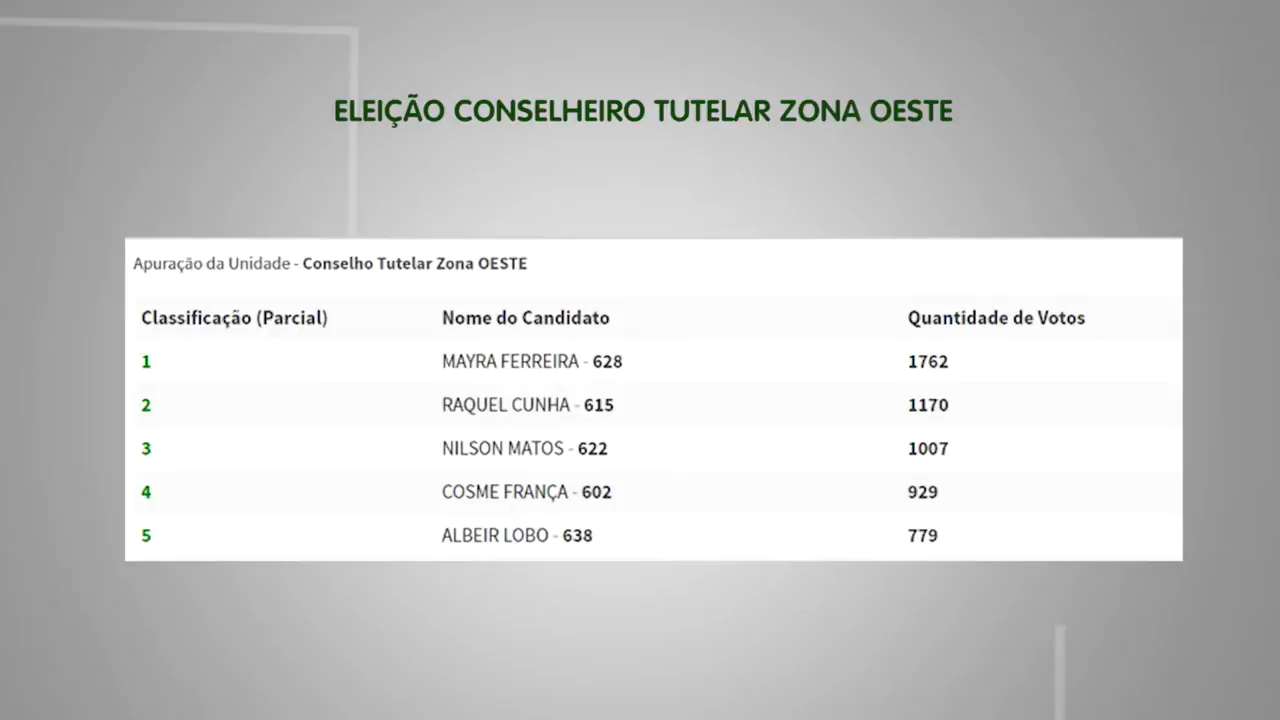 ELEIÇÃO CONSELHEIRO TUTELAR ZONA OESTE
Apuração da Unidade - Conselho Tutelar Zona OESTE
Classificação (Parcial) Nome do Candidato Quantidade de Votos
1 MAYRA FERREIRA - 628 1762
2 RAQUEL CUNHA - 615 1170
3 NILSON MATOS - 622 1007
4 COSME FRANÇA - 602 929
5 ALBEIR LOBO - 638 779